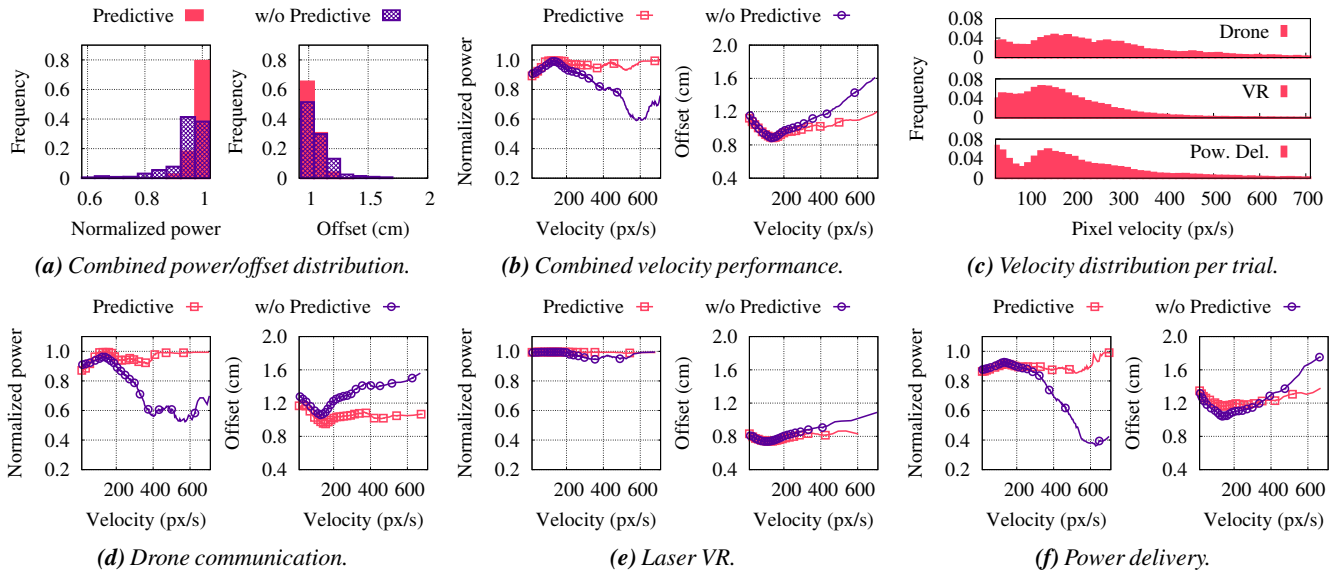 Predictive w/o Predictive
Frequency
0.8
0.6
0.4
0.2
0
0.6 0.8 1
Normalized power
Frequency
0.8
0.6
0.4
0.2
0
1 1.5 2
Offset (cm)
(a) Combined power/offset distribution.
Predictive w/o Predictive
Normalized power
1.0
0.8
0.6
0.4
0.2
200 400 600
Velocity (px/s)
Offset (cm)
2.0
1.6
1.2
0.8
0.4
200 400 600
Velocity (px/s)
(b) Combined velocity performance.
Frequency
0.08
0.04
0
Drone
0.08
0.04
0
VR
0.08
0.04
0
Pow. Del.
100 200 300 400 500 600 700
Pixel velocity (px/s)
(c) Velocity distribution per trial.
Predictive w/o Predictive
Normalized power
1.0
0.8
0.6
0.4
0.2
200 400 600
Velocity (px/s)
Offset (cm)
2.0
1.6
1.2
0.8
0.4
200 400 600
Velocity (px/s)
(d) Drone communication.
Predictive w/o Predictive
Normalized power
1.0
0.8
0.6
0.4
0.2
200 400 600
Velocity (px/s)
Offset (cm)
2.0
1.6
1.2
0.8
0.4
200 400 600
Velocity (px/s)
(e) Laser VR.
Predictive w/o Predictive
Normalized power
1.0
0.8
0.6
0.4
0.2
200 400 600
Velocity (px/s)
Offset (cm)
2.0
1.6
1.2
0.8
0.4
200 400 600
Velocity (px/s)
(f) Power delivery.